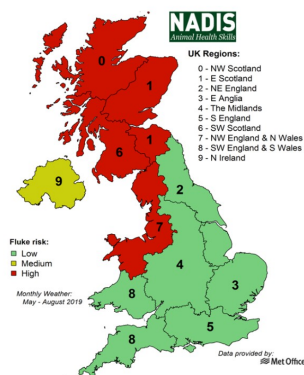 NADIS
Animal Health Skills
UK Regions:
0 - NW Scotland
1 - E Scotland
2 - NE England
3 - E Anglia
4 - The Midlands
5 - S England
6 - SW Scotland
7 - NW England & N Wales
8 - SW England & S Wales
9 - N Ireland
0
1
1
6
9
2
7
4
3
8
5
8
Fluke risk:
Low
Medium
High
Monthly Weather:
May - August 2019
Data provided by:
Met Office